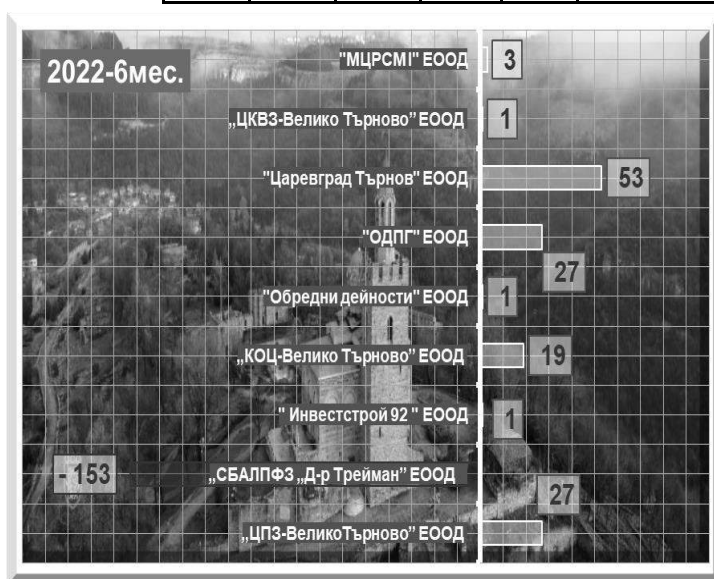 2022-6мес.
"МЦРСМ I" ЕООД 3
„ЦКВЗ-Велико Търново” ЕООД 1
"Царевград Търнов" ЕООД 53
"ОДПГ" ЕООД
27
"Обредни дейности" ЕООД 1
„КОЦ-Велико Търново” ЕООД 19
" Инвестстрой 92 " ЕООД 1
- 153 „СБАЛПФЗ „Д-р Трейман” ЕООД
27
„ЦПЗ-ВеликоТърново” ЕООД